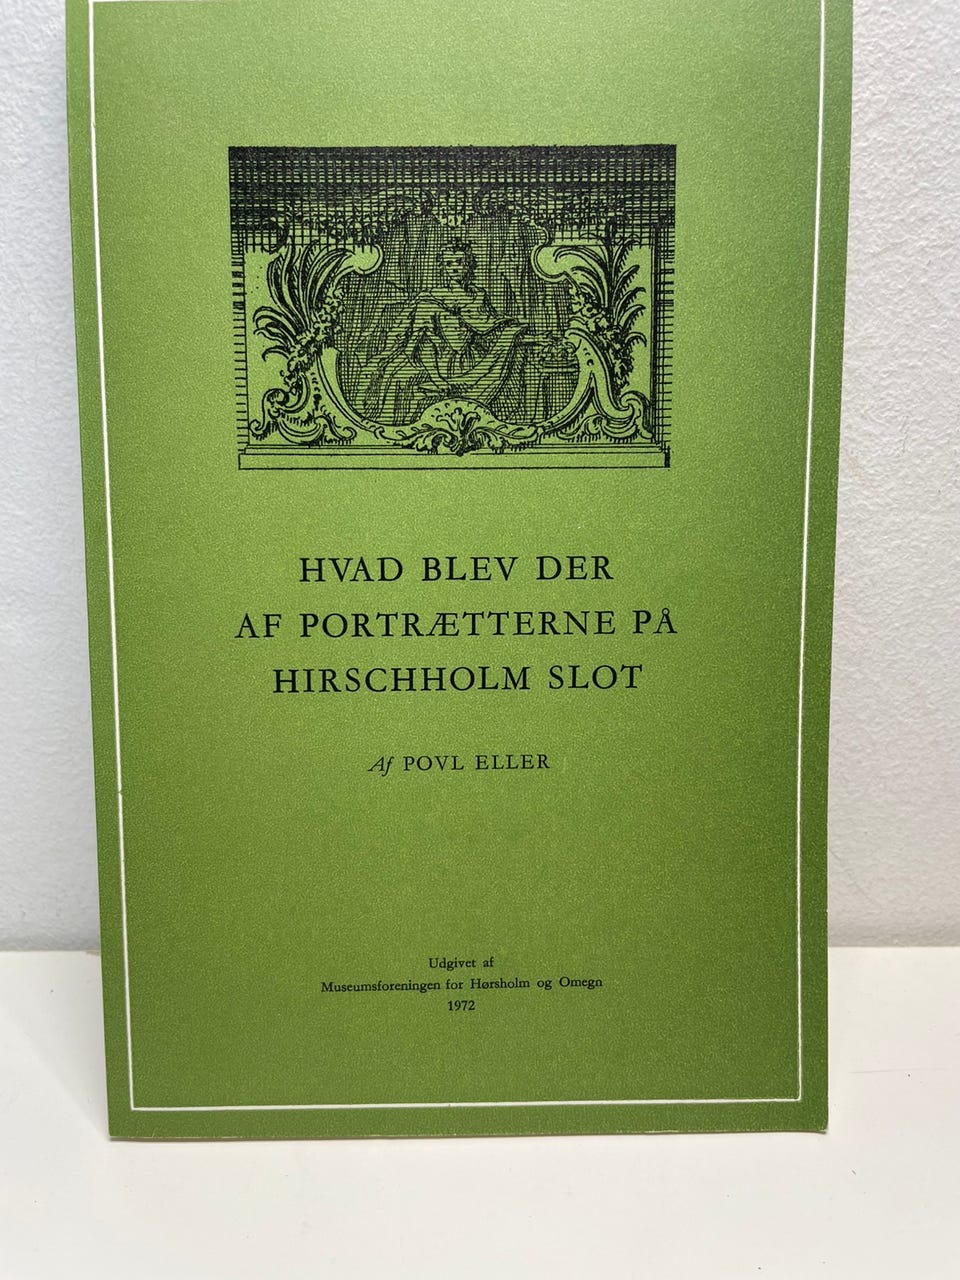 HVAD BLEV DER
AF PORTRÆTTERNE PÅ
HIRSCHHOLM SLOT
Af POVL ELLER
Udgivet af
Museumsforeningen for Hørsholm og Omegn
1972